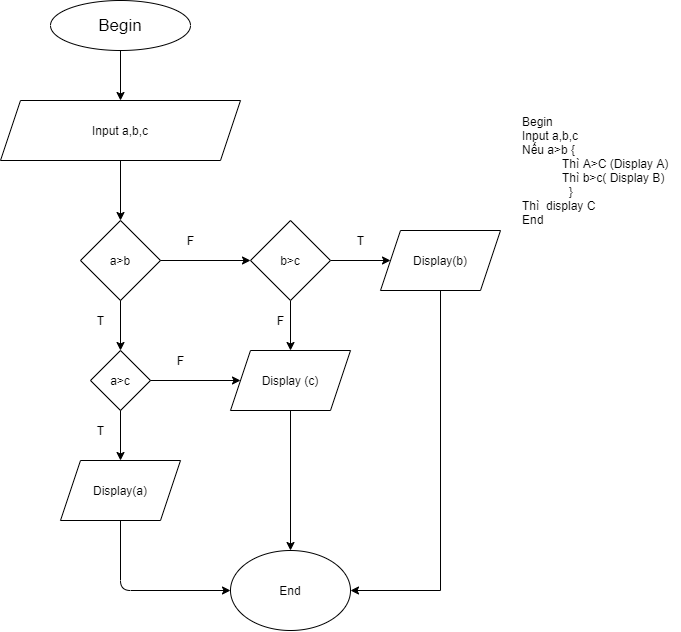 Begin
Input a,b,c
a>b
F
b>c
T
Display(b)
T
F
a>c
F
Display (c)
T
Display(a)
End
Begin
Input a,b,c
Nếu a>b {
Thì A>C (Display A)
Thì b>c( Display B)
}
Thì  display C
End